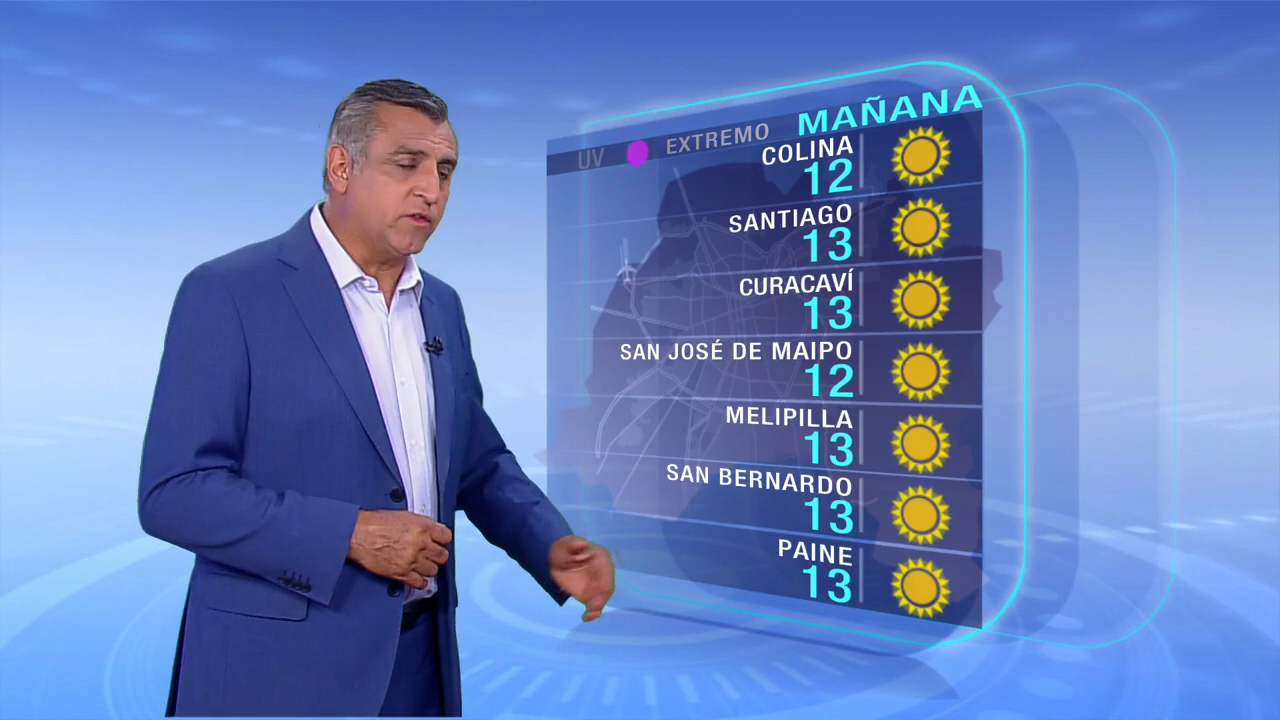 MAÑANA
UV EXTREMO
COLINA
12
SANTIAGO
13
CURACAVÍ
13
SAN JOSÉ DE MAIPO
12
MELIPILLA
13
SAN BERNARDO
13
PAINE
13